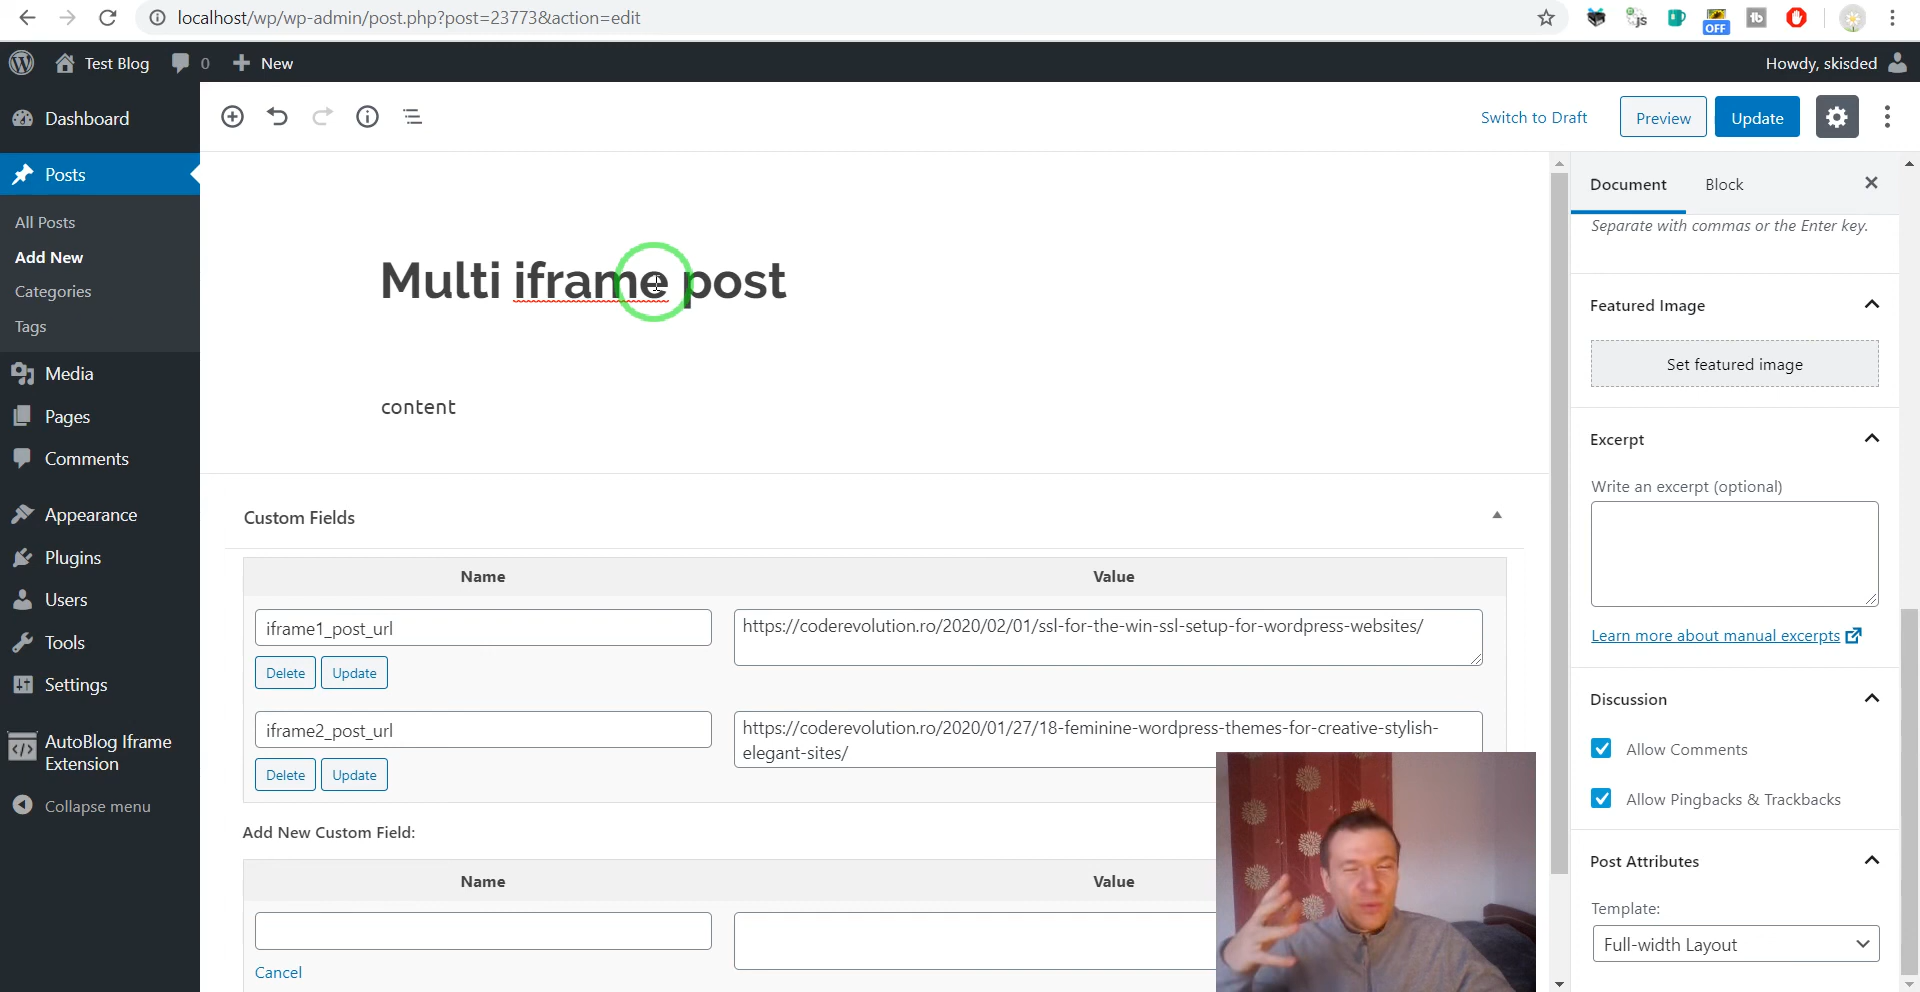 localhost/wp/wp-admin/post.php?post=23773&action=edit
js
OFF
tb
Test Blog
0
New
Howdy, skisded
Dashboard
Posts
All Posts
Add New
Categories
Tags
Media
Pages
Comments
Appearance
Plugins
Users
Tools
Settings
AutoBlog Iframe
Extension
Collapse menu
Switch to Draft
Preview
Update
Multi iframe post
content
Custom Fields
Name
Value
iframe1_post_url
https://coderevolution.ro/2020/02/01/ssl-for-the-win-ssl-setup-for-wordpress-websites/
Delete
Update
iframe2_post_url
https://coderevolution.ro/2020/01/27/18-feminine-wordpress-themes-for-creative-stylish-
elegant-sites/
Delete
Update
Add New Custom Field:
Name
Value
Cancel
Document
Block
Separate with commas or the Enter key.
Featured Image
Set featured image
Excerpt
Write an excerpt (optional)
Learn more about manual excerpts
Discussion
Allow Comments
Allow Pingbacks & Trackbacks
Post Attributes
Template:
Full-width Layout